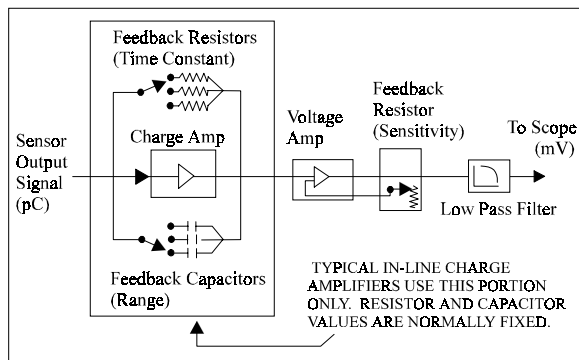 Feedback Resistors
(Time Constant)
Charge Amp
Sensor
Output
Signal
(pC)
Feedback Capacitors
(Range)
Voltage
Amp
Feedback
Resistor
(Sensitivity)
To Scope
(mV)
Low Pass Filter
TYPICAL IN-LINE CHARGE
AMPLIFIERS USE THIS PORTION
ONLY. RESISTOR AND CAPACITOR
VALUES ARE NORMALLY FIXED.